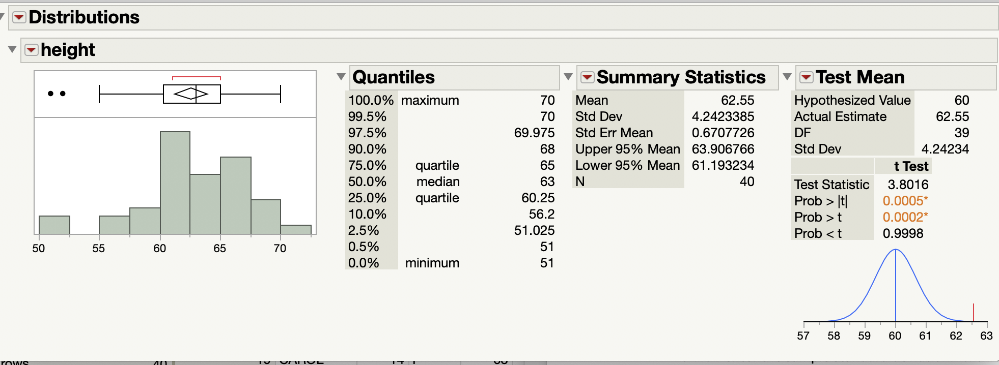 Distributions
height
50 55 60 65 70
Quantiles
100.0% maximum 70
99.5% 70
97.5% 69.975
90.0% 68
75.0% quartile 65
50.0% median 63
25.0% quartile 60.25
10.0% 56.2
2.5% 51.025
0.5% 51
0.0% minimum 51
Summary Statistics
Mean 62.55
Std Dev 4.2423385
Std Err Mean 0.6707726
Upper 95% Mean 63.906766
Lower 95% Mean 61.193234
N 40
Test Mean
Hypothesized Value 60
Actual Estimate 62.55
DF 39
Std Dev 4.24234
t Test
Test Statistic 3.8016
Prob > |t| 0.0005*
Prob > t 0.0002*
Prob < t 0.9998
57 58 59 60 61 62 63